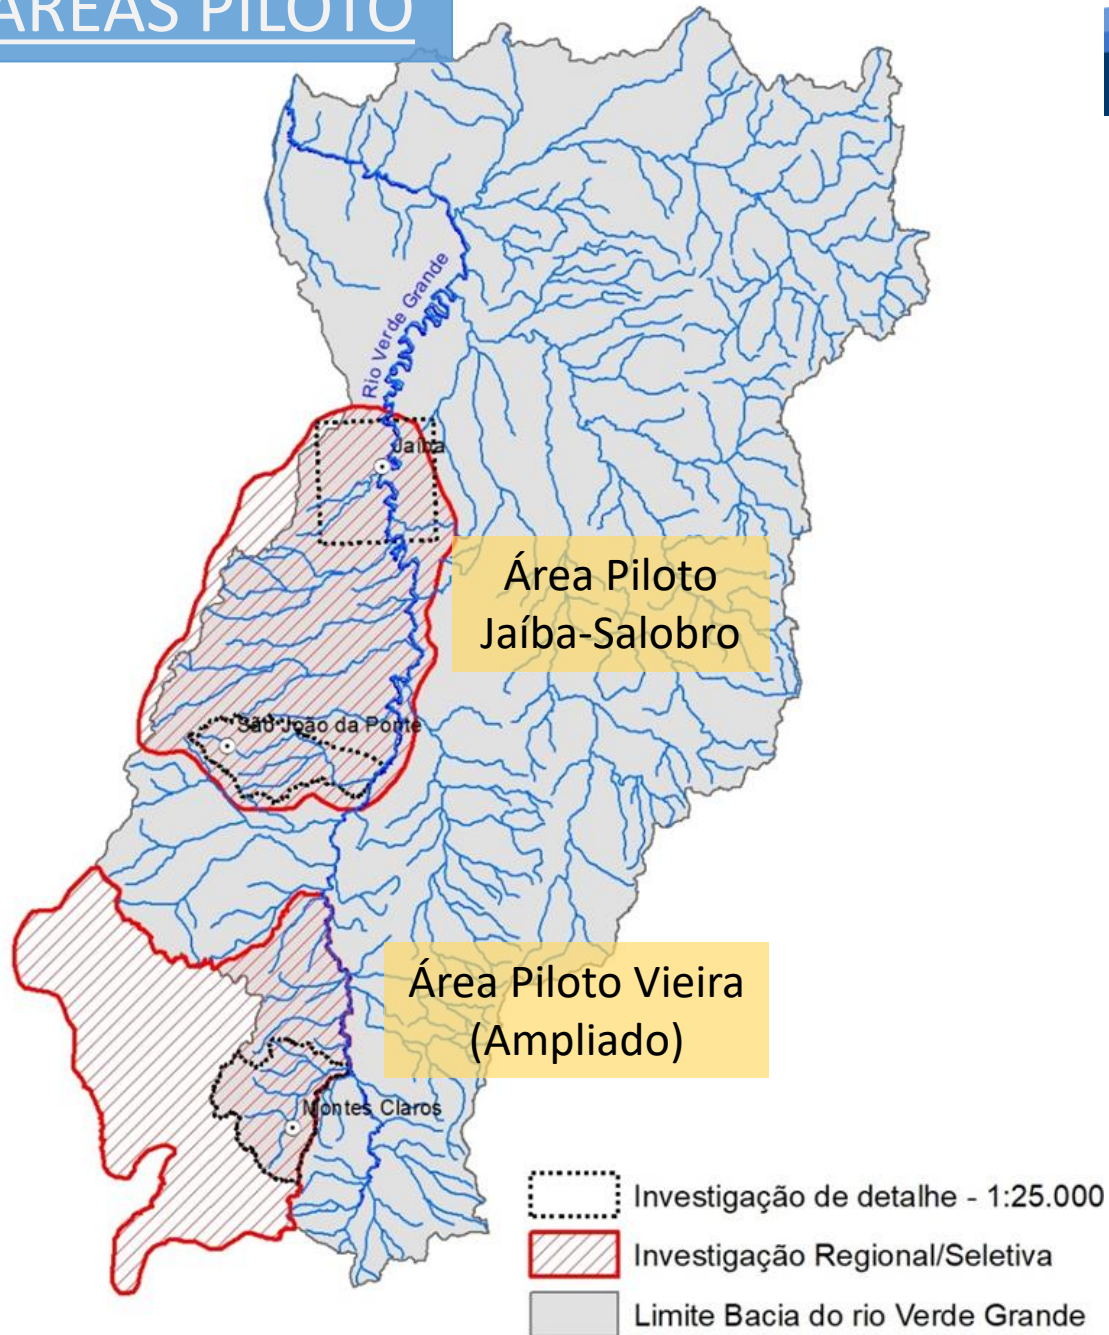 ÁREAS PILOTO
Rio Verde Grande
Jaíba
Área Piloto
Jaíba-Salobro
São João da Ponte
Área Piloto Vieira
(Ampliado)
Montes Claros
Investigação de detalhe - 1:25.000
Investigação Regional/Seletiva
Limite Bacia do rio Verde Grande